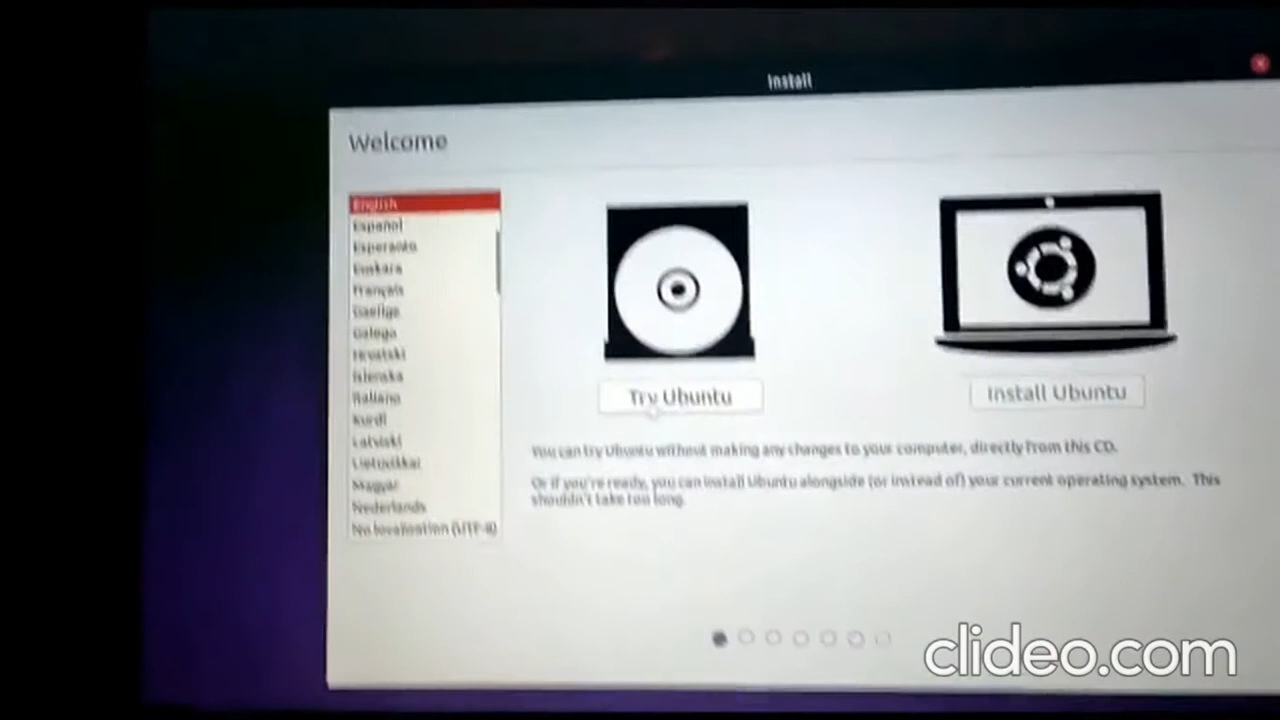 Install
Welcome
English
Español
Esperanto
Euskara
Français
Gaeilge
Galego
Hrvatski
Íslenska
Italiano
Kurdî
Latviski
Lietuviškai
Magyar
Nederlands
No localization (UTF-8)
Try Ubuntu
Install Ubuntu
You can try Ubuntu without making any changes to your computer, directly from this CD.
Or if you're ready, you can install Ubuntu alongside (or instead of) your current operating system. This
shouldn't take too long.
clideo.com